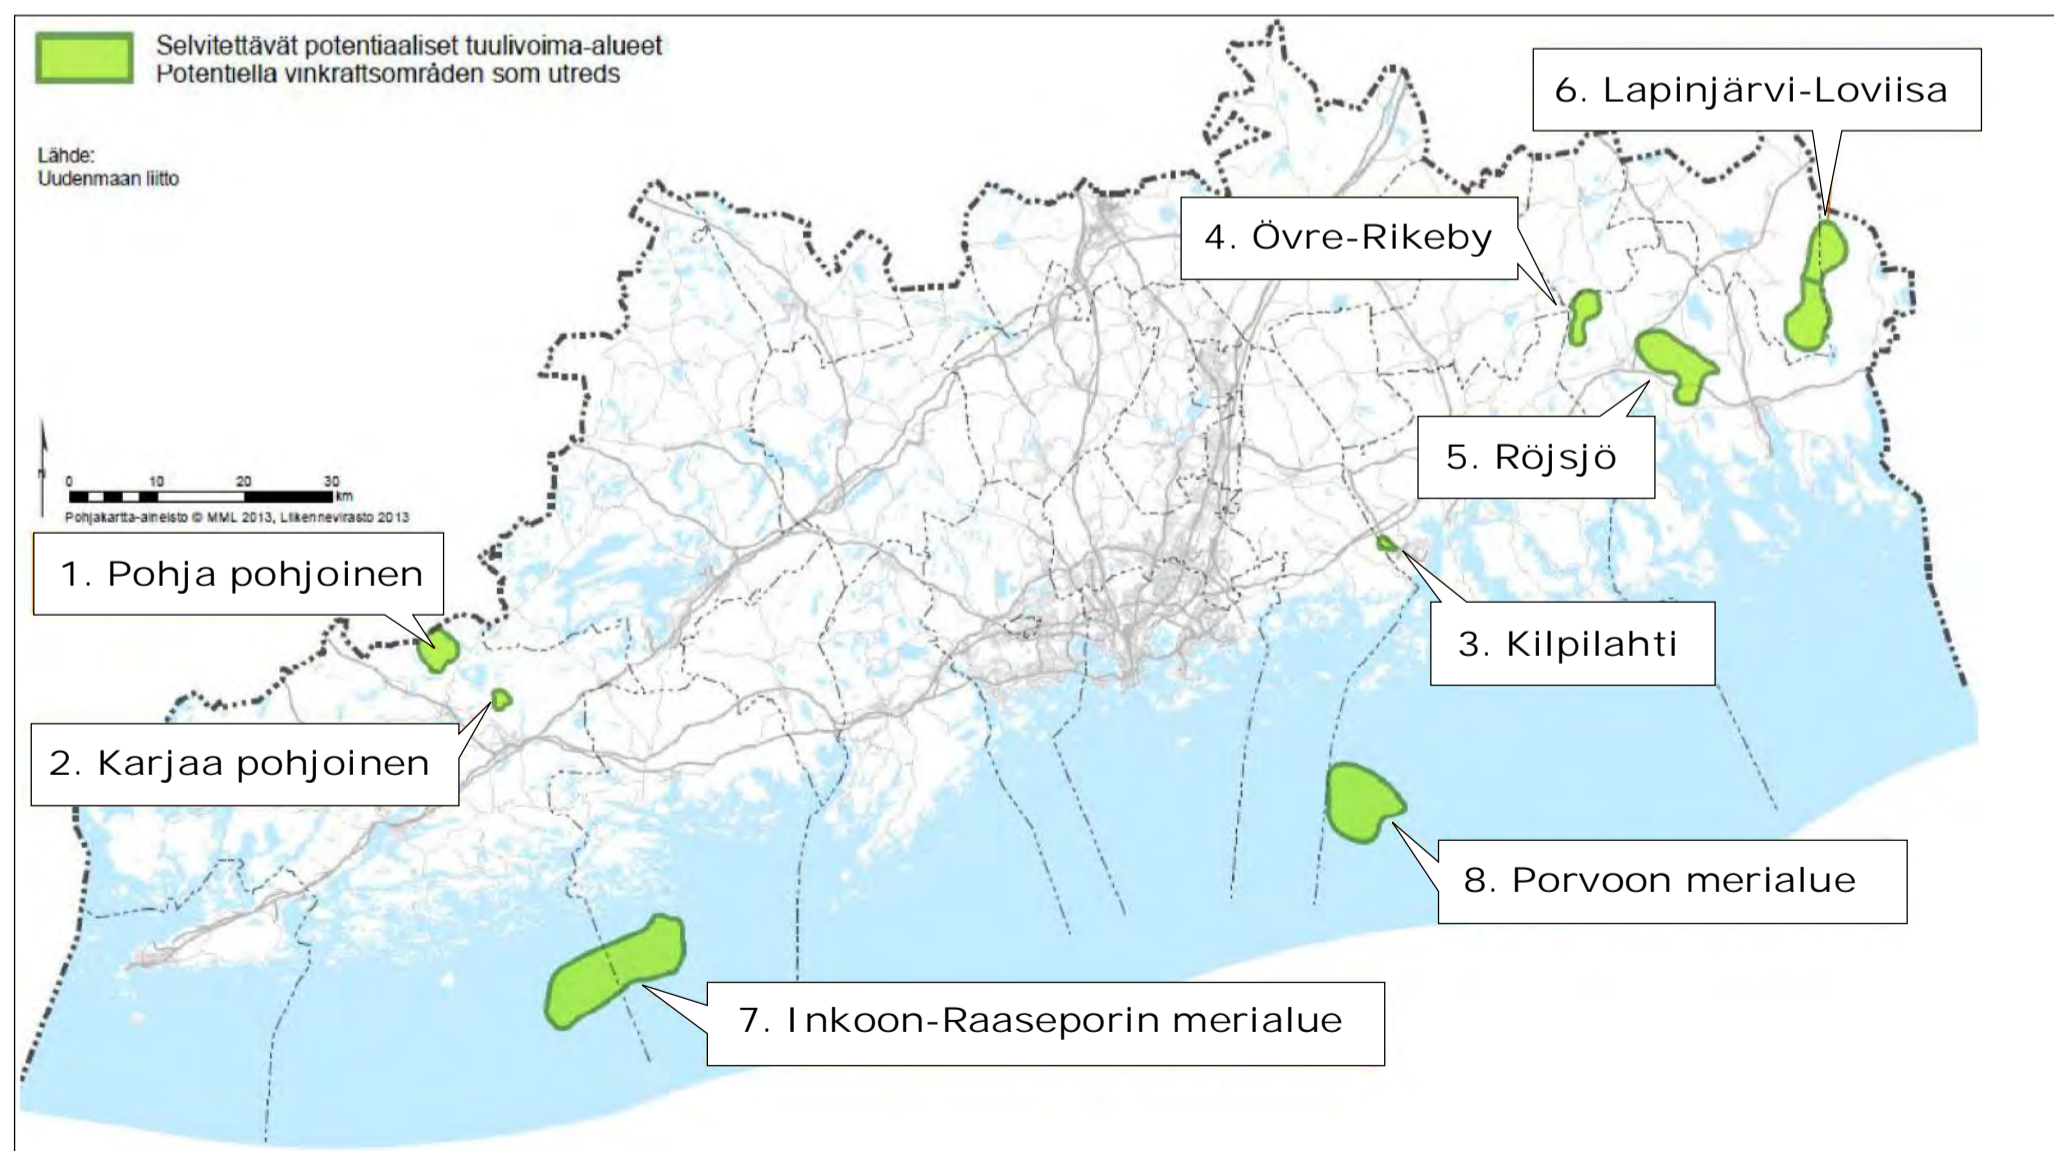 Selvitettävät potentiaaliset tuulivoima-alueet
Potentiella vinkraftsområden som utreds
Lähde:
Uudenmaan liitto
6. Lapinjärvi-Loviisa
4. Övre-Rikeby
5. Röjsjö
0 10 20 30
km
Pohjakartta-aineisto © MML 2013, Liikennevirasto 2013
1. Pohja pohjoinen
3. Kilpilahti
2. Karjaa pohjoinen
8. Porvoon merialue
7. Inkoon-Raaseporin merialue